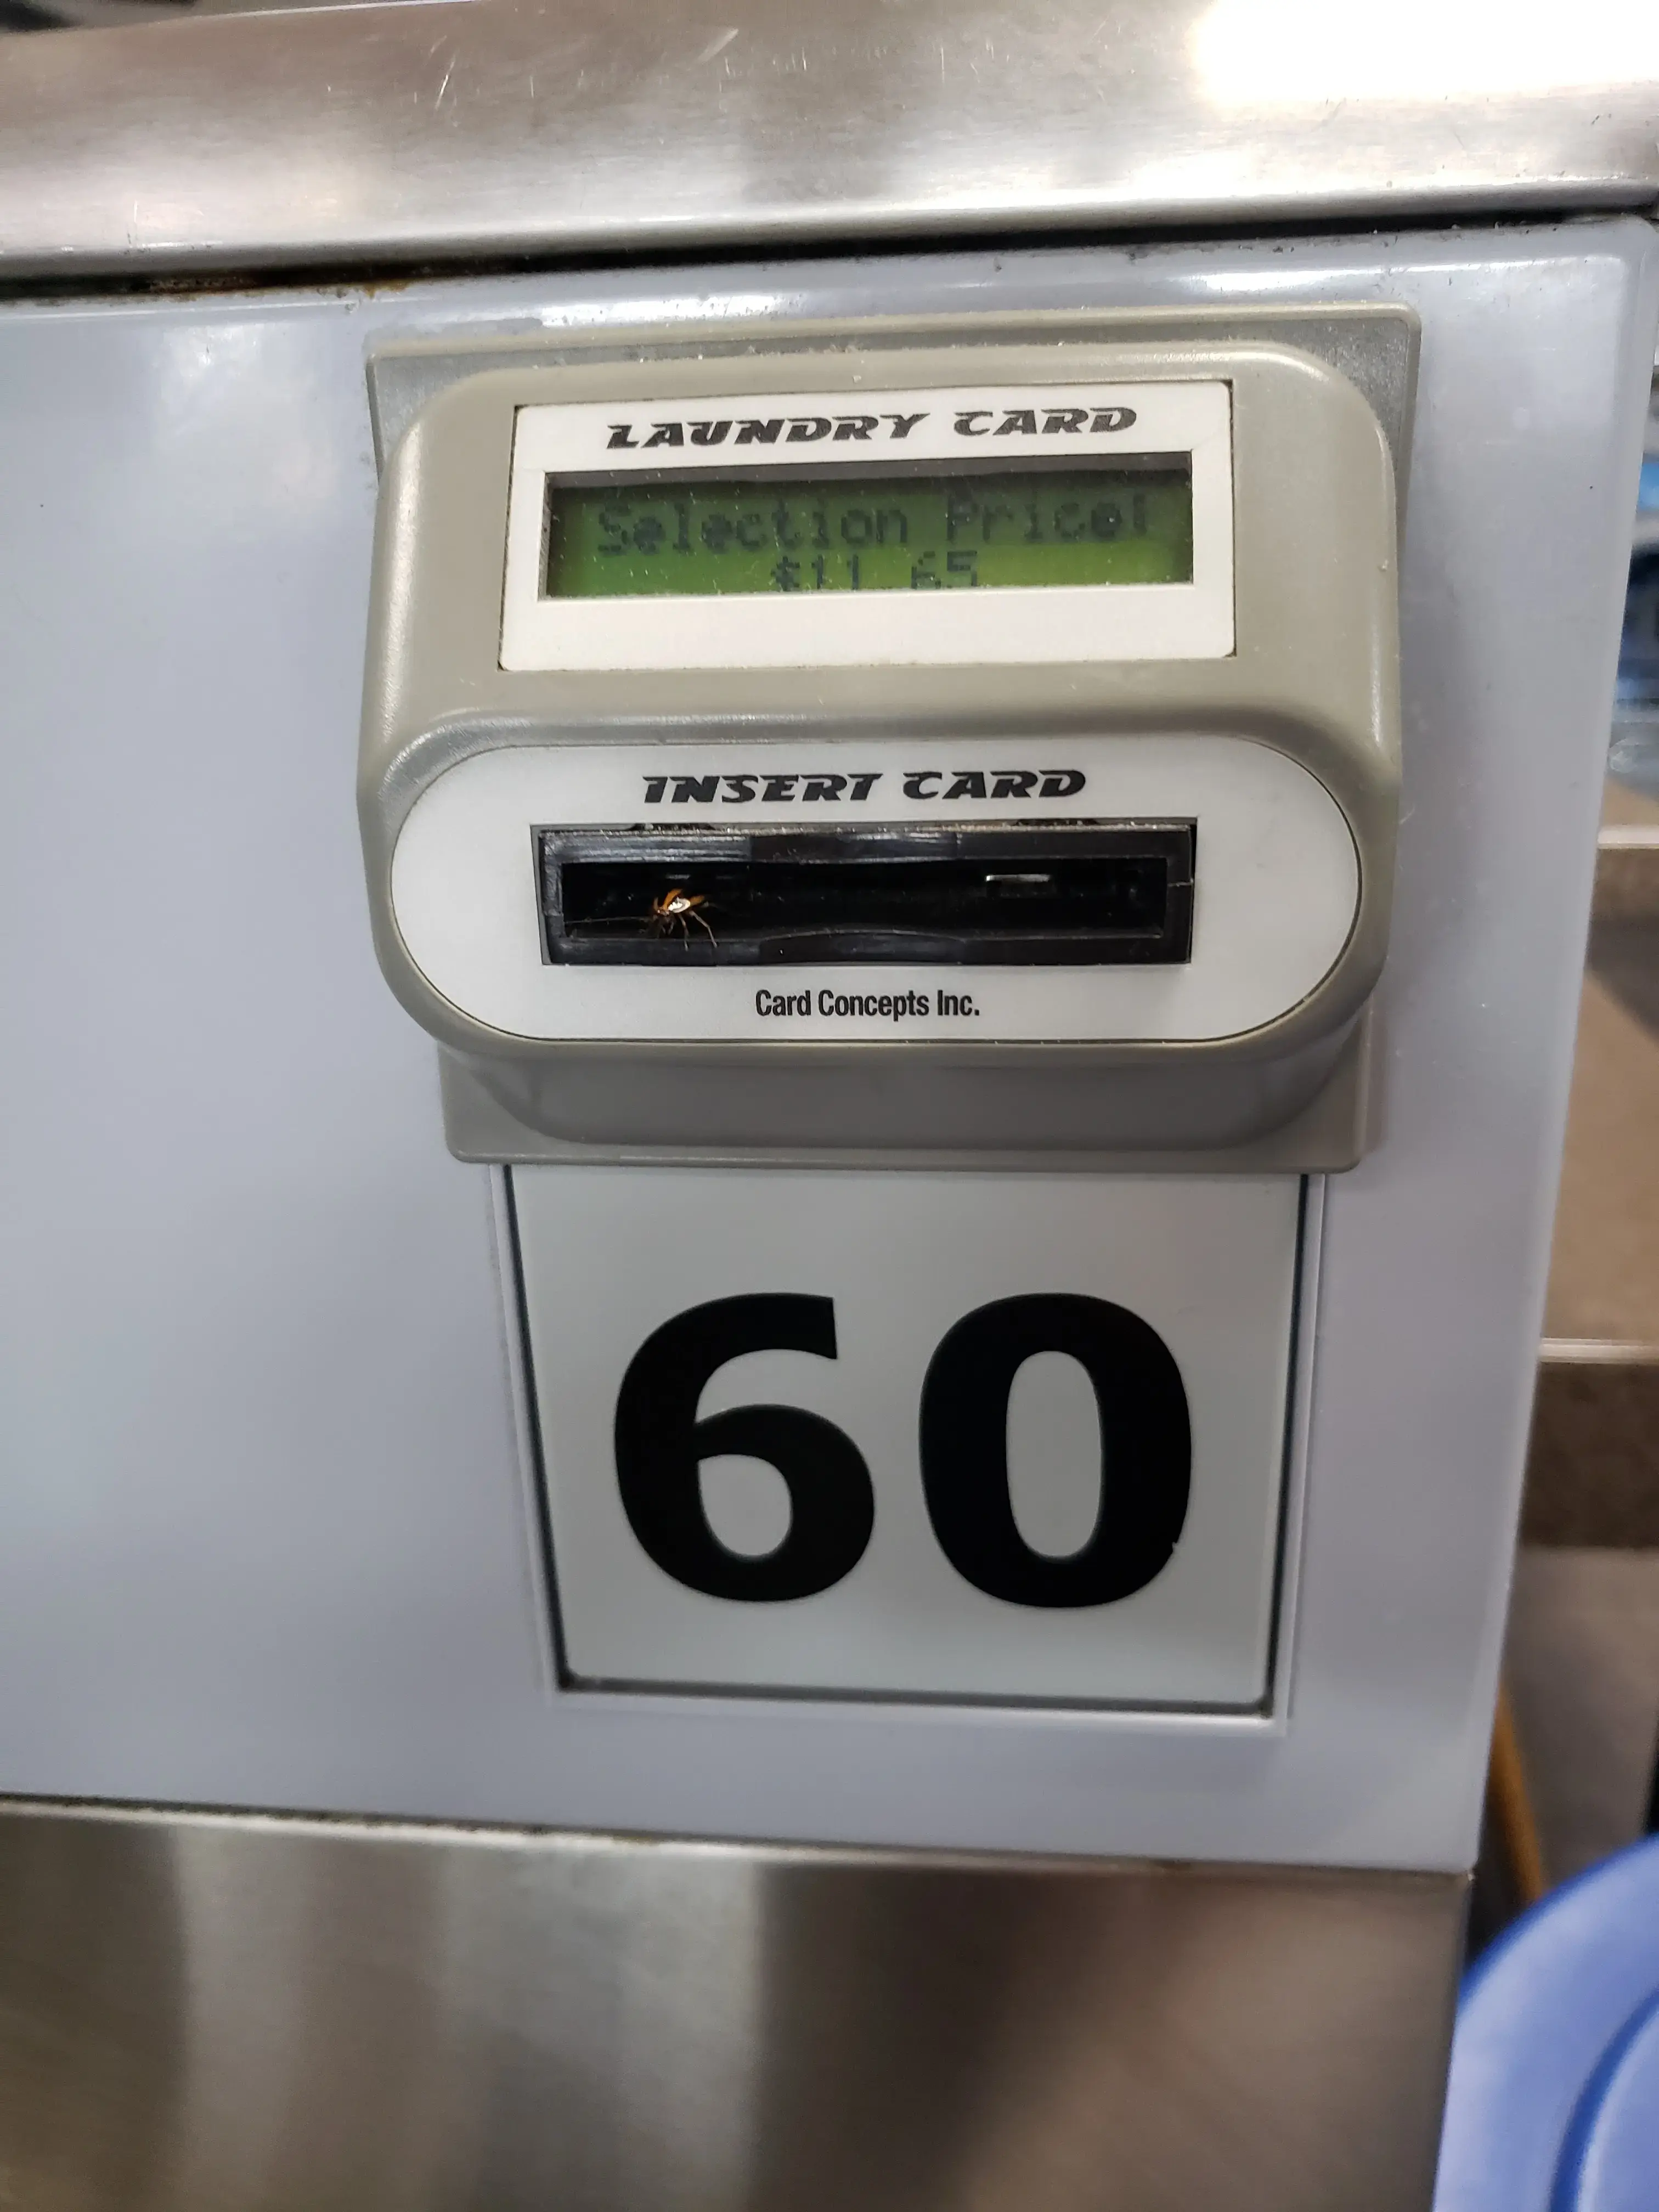 LAUNDRY CARD
Selection Price!
$11.65
INSERT CARD
Card Concepts Inc.
60